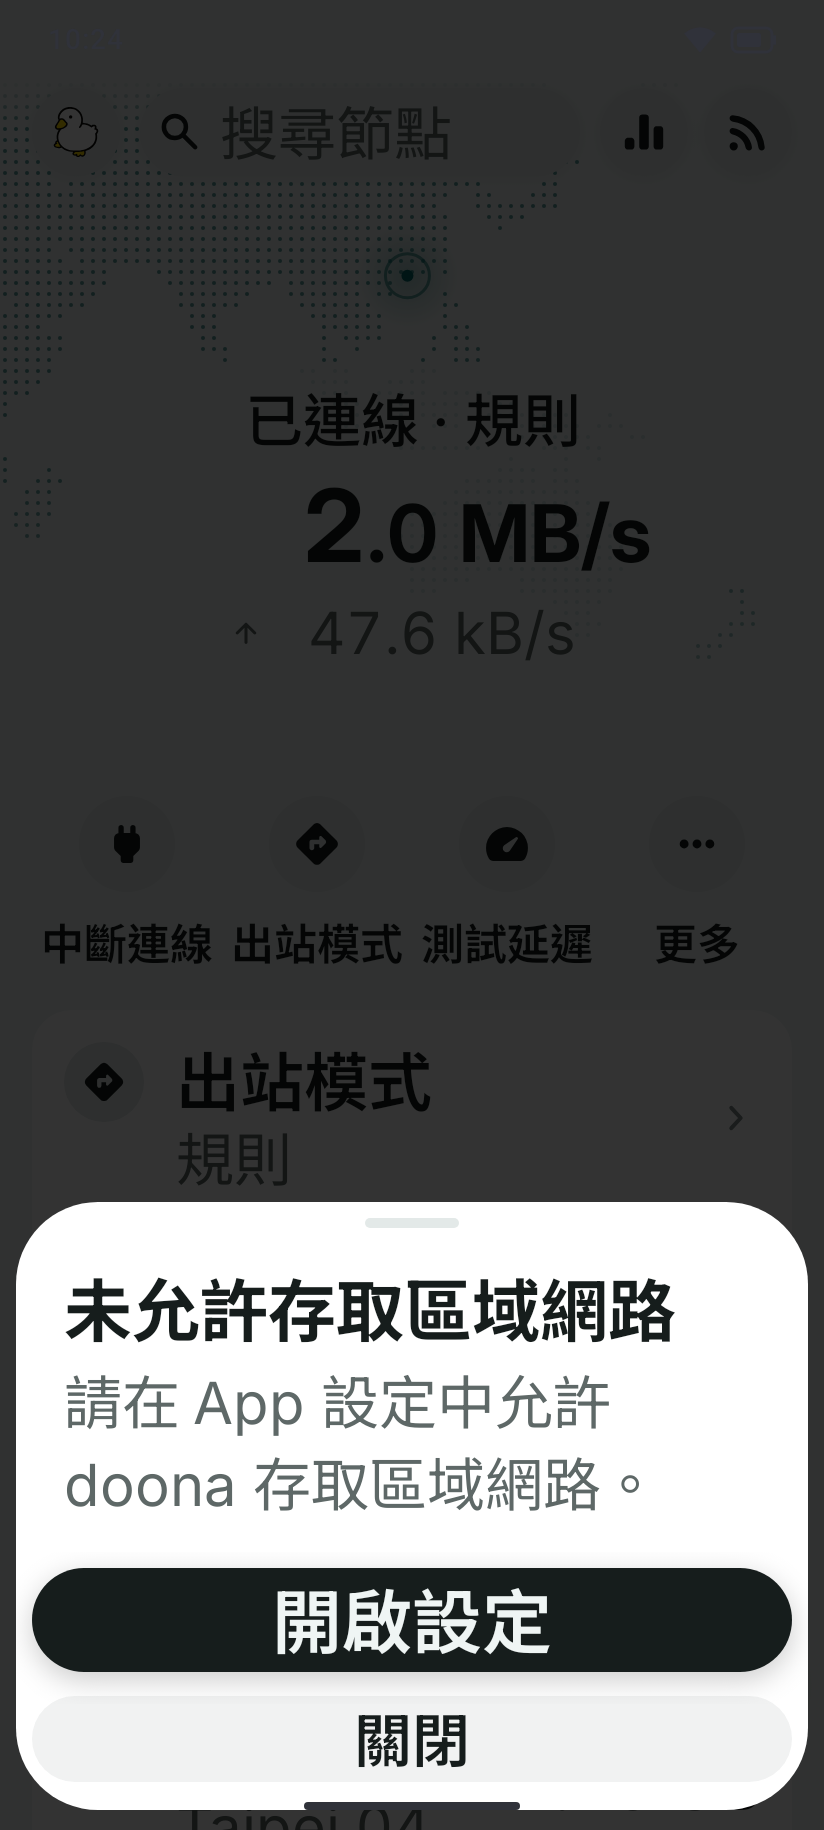 搜尋節點
已連線 · 規則
2.0 MB/s
↑ 47.6 kB/s
中斷連線 出站模式 測試延遲 更多
出站模式
規則
未允許存取區域網路
請在 App 設定中允許
doona 存取區域網路。
開啟設定
關閉
Taipei 04